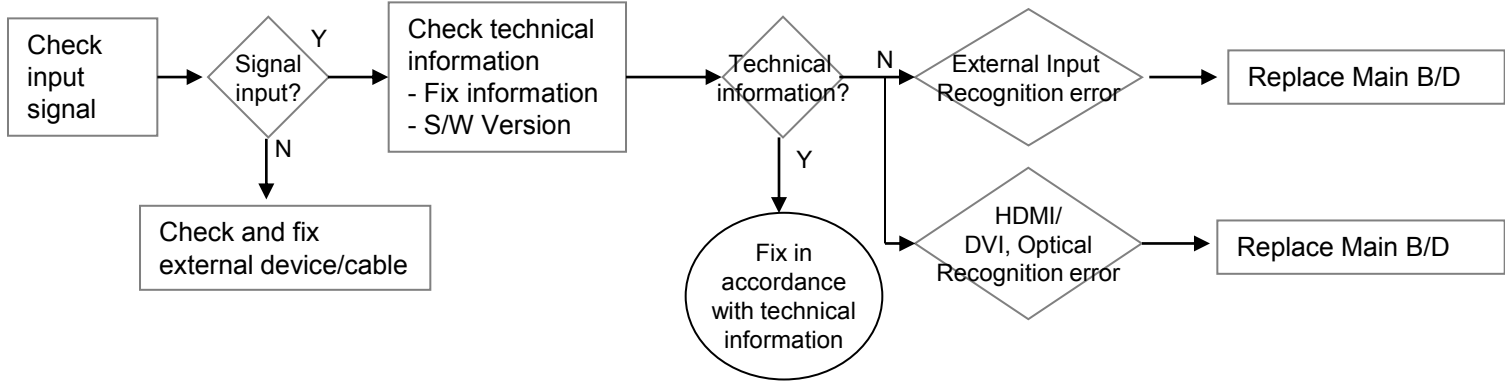 Check
input
signal
Signal
input?
Y
N
Check and fix
external device/cable
Check technical
information
- Fix information
- S/W Version
Technical
information?
N
Y
Fix in
accordance
with technical
information
External Input
Recognition error
Replace Main B/D
HDMI/
DVI, Optical
Recognition error
Replace Main B/D